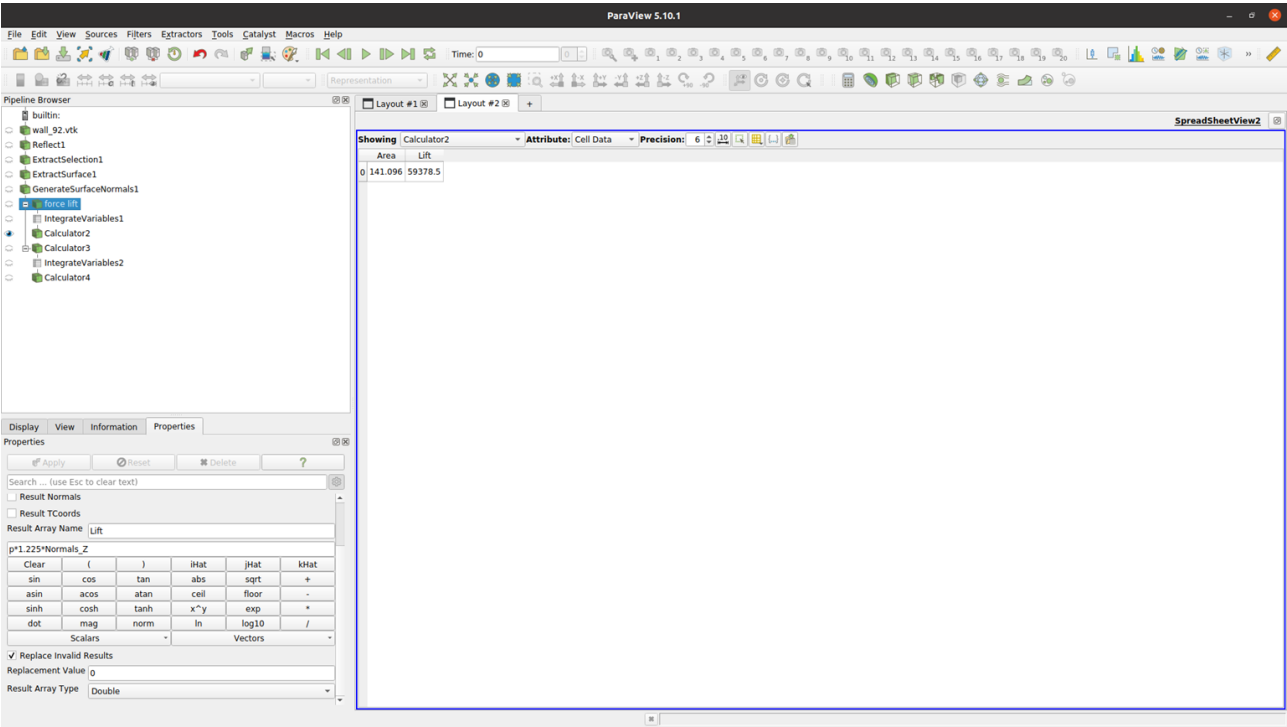 ParaView 5.10.1
File Edit View Sources Filters Extractors Tools Catalyst Macros Help
Time: 0 0
Representation
Pipeline Browser
builtin:
wall_92.vtk
Reflect1
ExtractSelection1
ExtractSurface1
GenerateSurfaceNormals1
force lift
IntegrateVariables1
Calculator2
Calculator3
IntegrateVariables2
Calculator4
Display View Information Properties
Properties
Apply Reset Delete ?
Search ... (use Esc to clear text)
Result Normals
Result TCoords
Result Array Name Lift
p*1.225*Normals_Z
Clear ( ) iHat jHat kHat
sin cos tan abs sqrt +
asin acos atan ceil floor -
sinh cosh tanh x^y exp *
dot mag norm ln log10 /
Scalars Vectors
Replace Invalid Results
Replacement Value 0
Result Array Type Double
Layout #1 Layout #2 +
SpreadSheetView2
Showing Calculator2 Attribute: Cell Data Precision: 6
Area Lift
0 141.096 59378.5